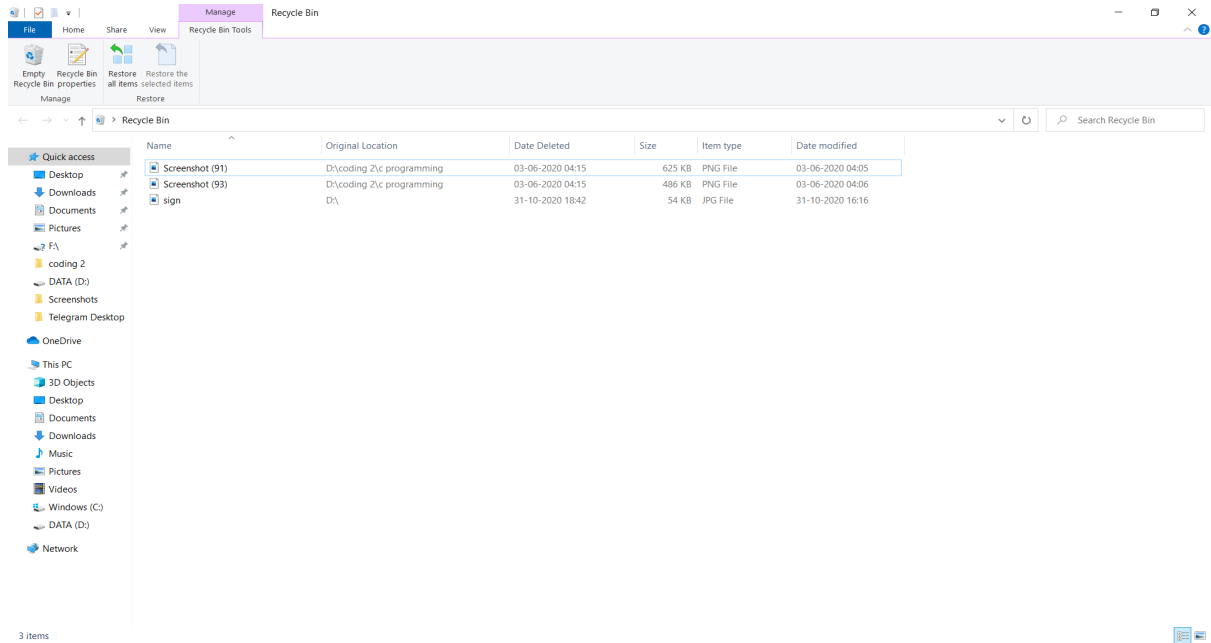 Manage Recycle Bin
File Home Share View Recycle Bin Tools
Empty Recycle Bin
Recycle Bin properties
Restore all items
Restore the selected items
Manage Restore
Recycle Bin
Search Recycle Bin
Quick access
Desktop
Downloads
Documents
Pictures
F:\
coding 2
DATA (D:)
Screenshots
Telegram Desktop
OneDrive
This PC
3D Objects
Desktop
Documents
Downloads
Music
Pictures
Videos
Windows (C:)
DATA (D:)
Network
Name Original Location Date Deleted Size Item type Date modified
Screenshot (91) D:\coding 2\c programming 03-06-2020 04:15 625 KB PNG File 03-06-2020 04:05
Screenshot (93) D:\coding 2\c programming 03-06-2020 04:15 486 KB PNG File 03-06-2020 04:06
sign D:\ 31-10-2020 18:42 54 KB JPG File 31-10-2020 16:16
3 items